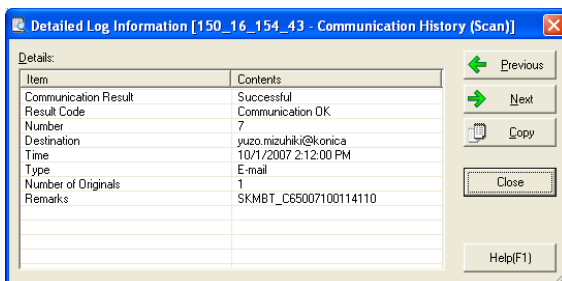 Detailed Log Information [150_16_154_43 - Communication History (Scan)]
Details:
Item Contents
Communication Result Successful
Result Code Communication OK
Number 7
Destination yuzo.mizuhiki@konica
Time 10/1/2007 2:12:00 PM
Type E-mail
Number of Originals 1
Remarks SKMBT_C65007100114110
Previous
Next
Copy
Close
Help(F1)